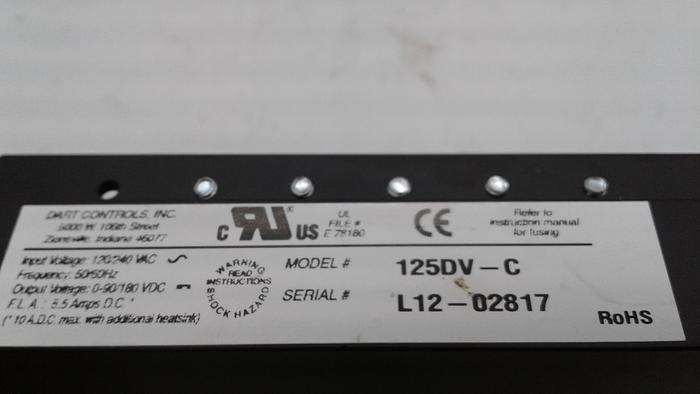 DART CONTROLS, INC.
5000 W. 106th Street
Zionsville, Indiana 46077
C RU US
UL
FILE #
E 78180
CE
Refer to
instruction manual
for fusing
Input Voltage: 120/240 VAC
Frequency: 50/60Hz
Output Voltage: 0-90/180 VDC
F.L.A.: 5.5 Amps D.C. *
(* 10 A.D.C. max. with additional heatsink)
WARNING
READ
INSTRUCTIONS
SHOCK HAZARD
MODEL # 125DV-C
SERIAL # L12-02817
RoHS